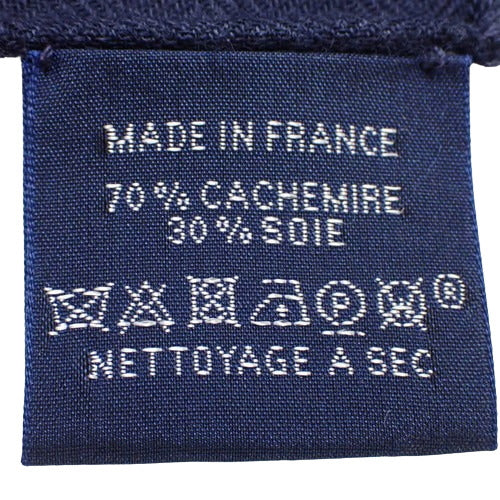 MADE IN FRANCE
70 % CACHEMIRE
30 % SOIE
P ®
NETTOYAGE A SEC